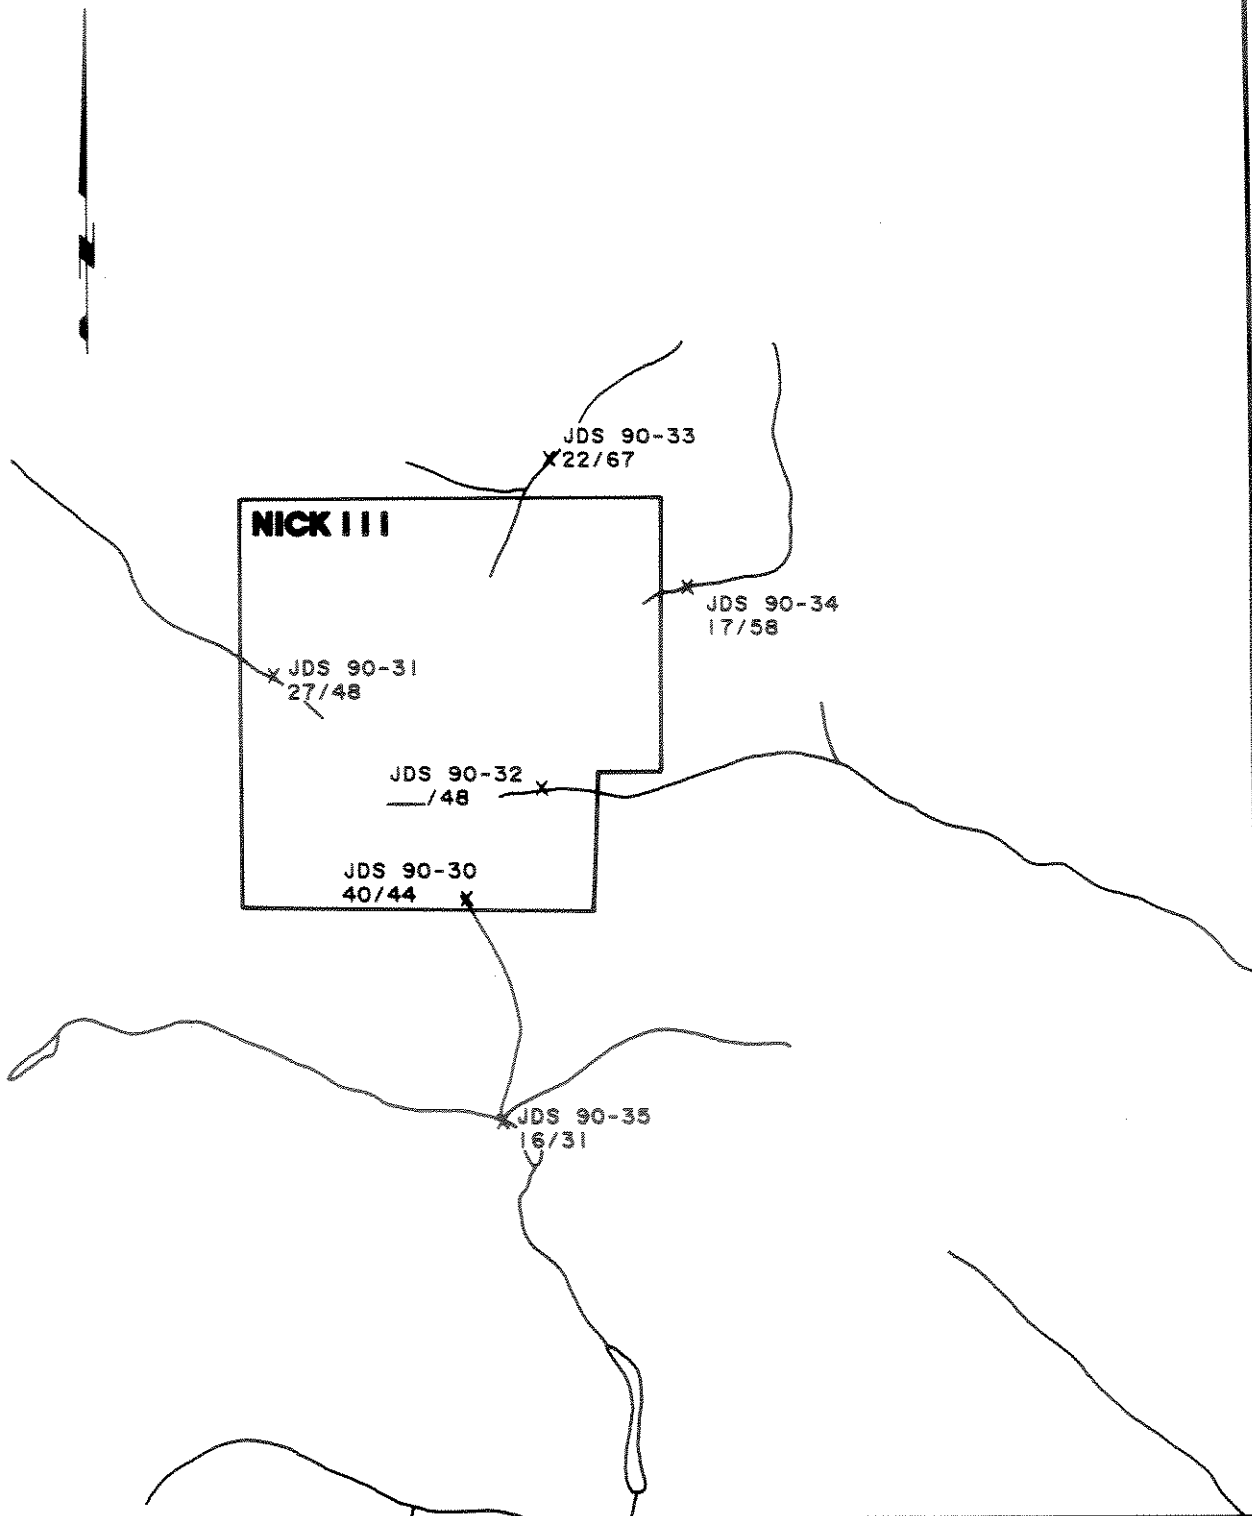 N
JDS 90-33
22/67
NICK III
JDS 90-34
17/58
JDS 90-31
27/48
JDS 90-32
___/48
JDS 90-30
40/44
JDS 90-35
16/31